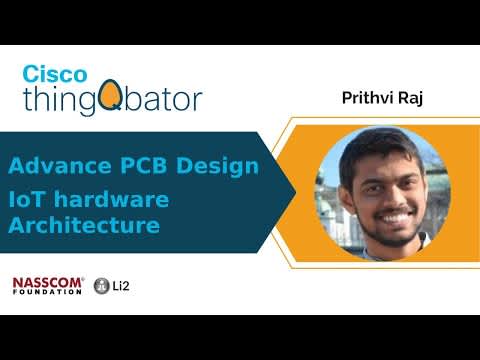 Cisco
thingQbator
Prithvi Raj
Advance PCB Design
IoT hardware
Architecture
NASSCOM®
FOUNDATION
Li2